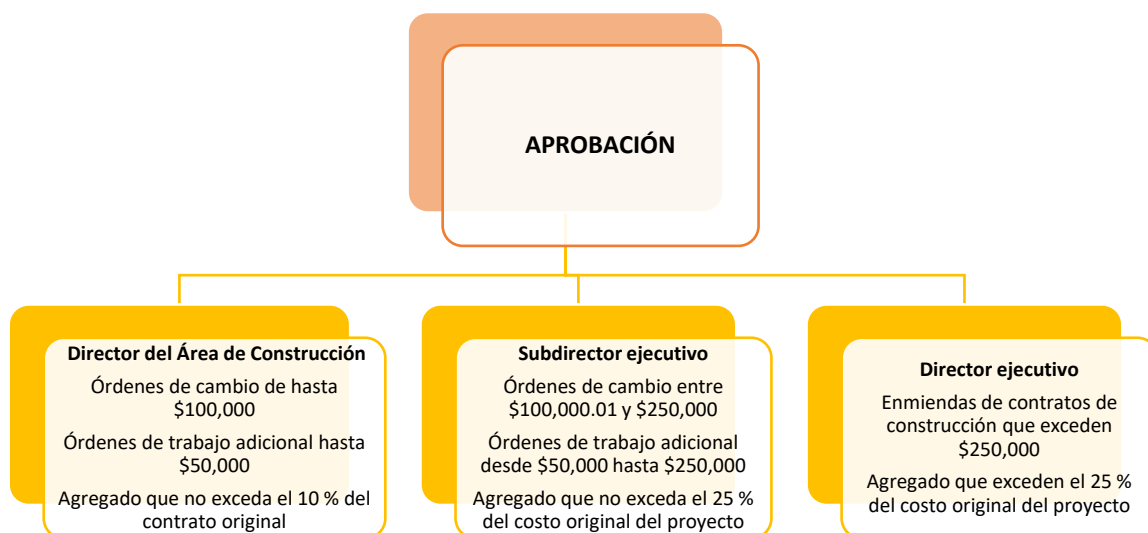 APROBACIÓN
Director del Área de Construcción
Órdenes de cambio de hasta
$100,000
Órdenes de trabajo adicional hasta
$50,000
Agregado que no exceda el 10 % del
contrato original
Subdirector ejecutivo
Órdenes de cambio entre
$100,000.01 y $250,000
Órdenes de trabajo adicional
desde $50,000 hasta $250,000
Agregado que no exceda el 25 %
del costo original del proyecto
Director ejecutivo
Enmiendas de contratos de
construcción que exceden
$250,000
Agregado que exceden el 25 %
del costo original del proyecto